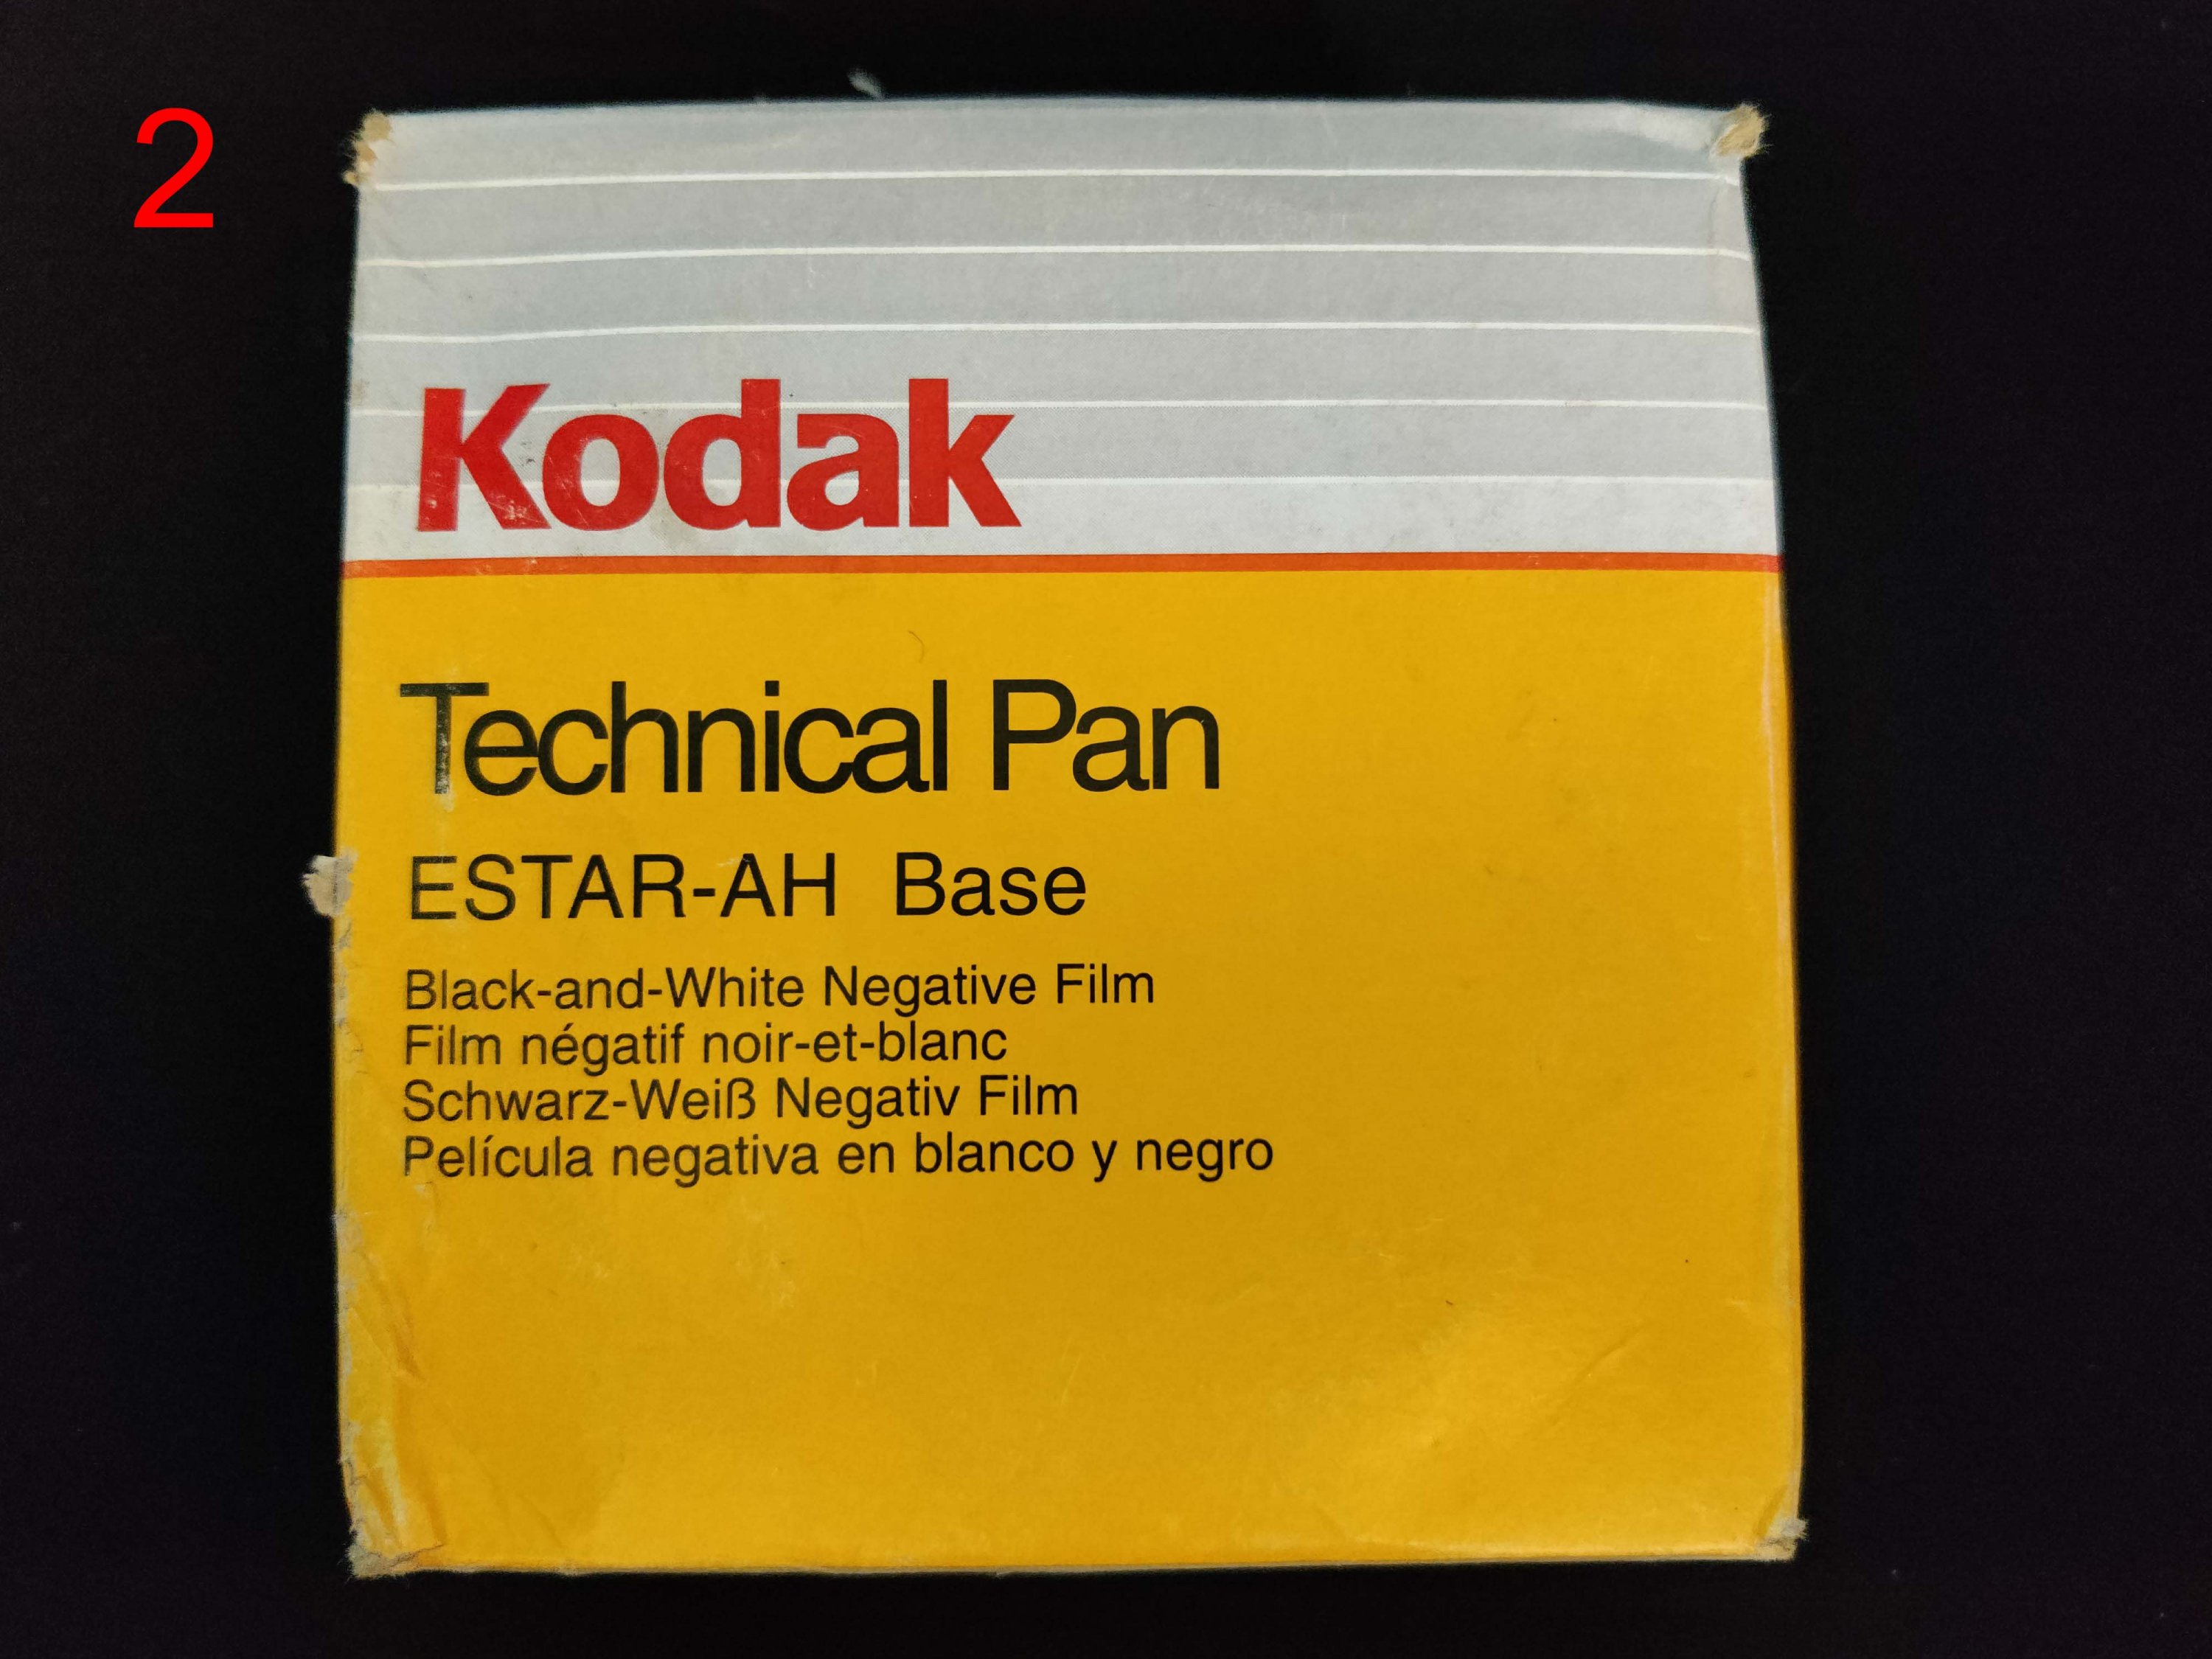 2
Kodak
Technical Pan
ESTAR-AH Base
Black-and-White Negative Film
Film négatif noir-et-blanc
Schwarz-Weiß Negativ Film
Película negativa en blanco y negro